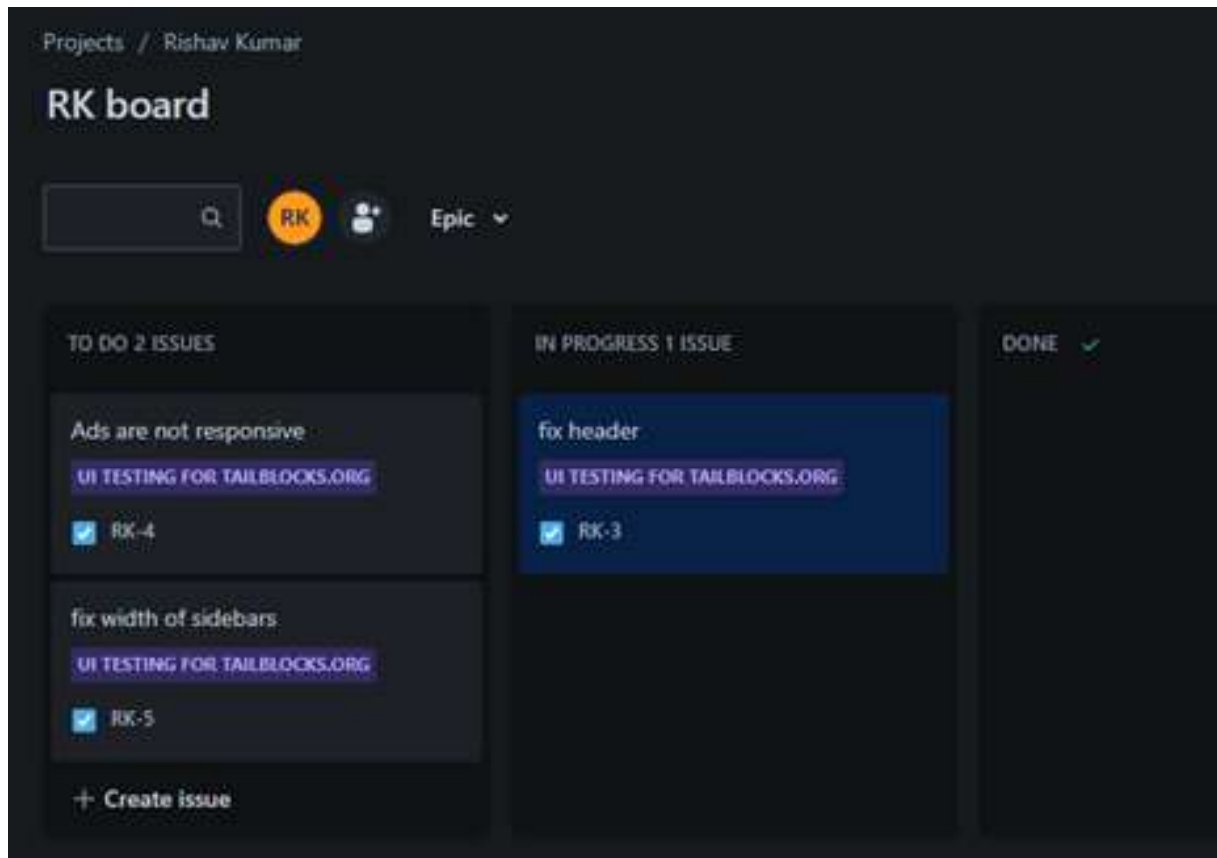 Projects / Rishav Kumar
RK board
RK
Epic
TO DO 2 ISSUES
Ads are not responsive
UI TESTING FOR TAILBLOCKS.ORG
RK-4
fix width of sidebars
UI TESTING FOR TAILBLOCKS.ORG
RK-5
+ Create issue
IN PROGRESS 1 ISSUE
fix header
UI TESTING FOR TAILBLOCKS.ORG
RK-3
DONE